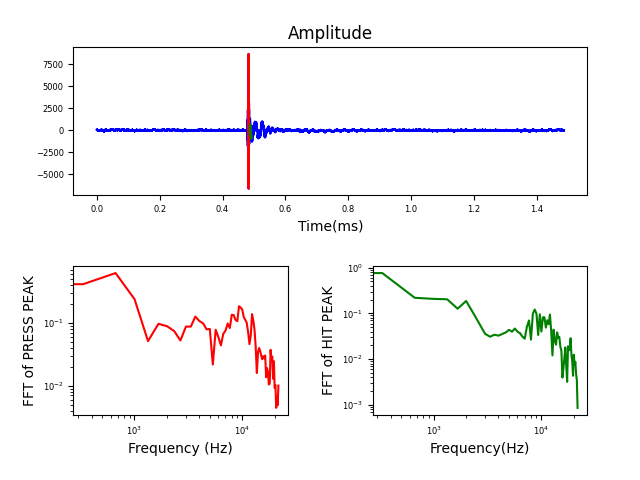 Amplitude
7500
5000
2500
0
−2500
−5000
0.0 0.2 0.4 0.6 0.8 1.0 1.2 1.4
Time(ms)
FFT of PRESS PEAK
10⁻¹
10⁻²
10³ 10⁴
Frequency (Hz)
FFT of HIT PEAK
10⁰
10⁻¹
10⁻²
10⁻³
10³ 10⁴
Frequency(Hz)